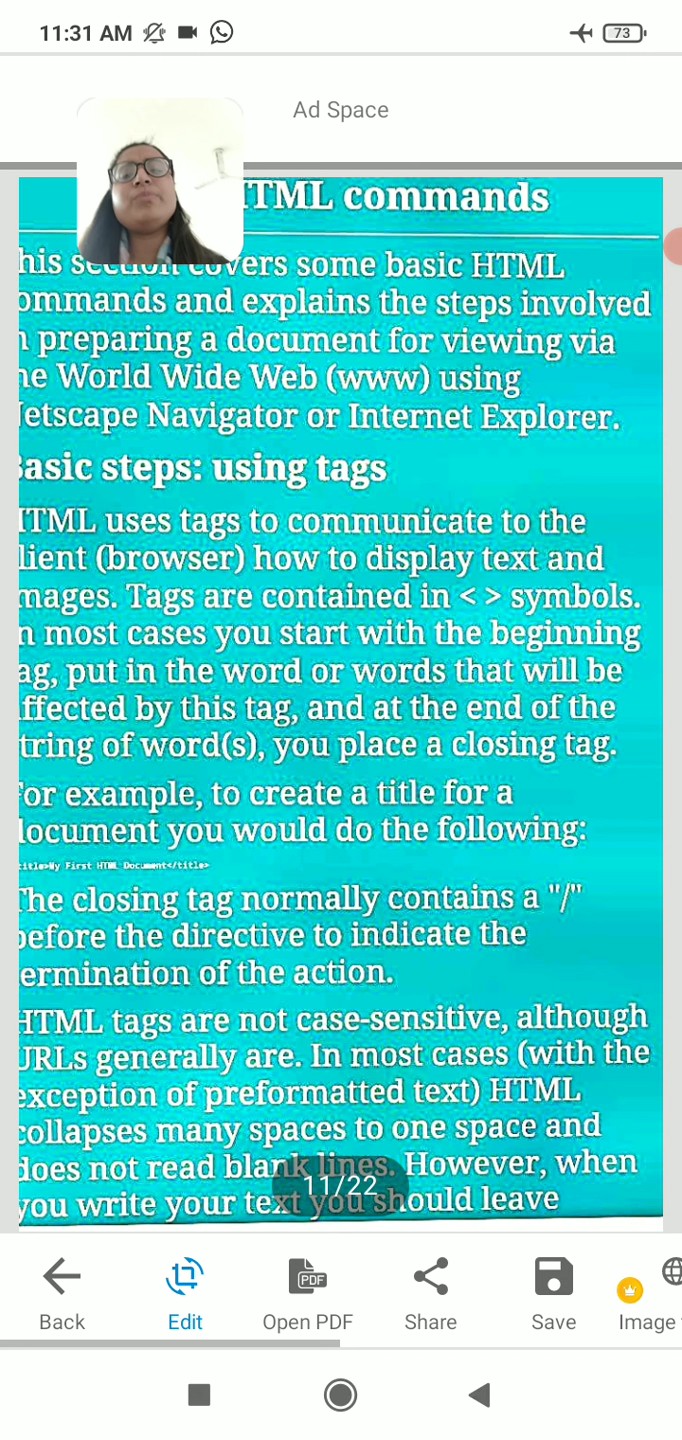 11:31 AM
73
Ad Space
TML commands
his section covers some basic HTML
ommands and explains the steps involved
n preparing a document for viewing via
he World Wide Web (www) using
Netscape Navigator or Internet Explorer.
Basic steps: using tags
HTML uses tags to communicate to the
lient (browser) how to display text and
mages. Tags are contained in < > symbols.
n most cases you start with the beginning
ag, put in the word or words that will be
ffected by this tag, and at the end of the
tring of word(s), you place a closing tag.
For example, to create a title for a
document you would do the following:
title>My First HTML Document</title>
The closing tag normally contains a "/"
before the directive to indicate the
ermination of the action.
HTML tags are not case-sensitive, although
URLs generally are. In most cases (with the
exception of preformatted text) HTML
collapses many spaces to one space and
does not read blank lines. However, when
11/22
you write your text you should leave
Back
Edit
PDF
Open PDF
Share
Save
Image